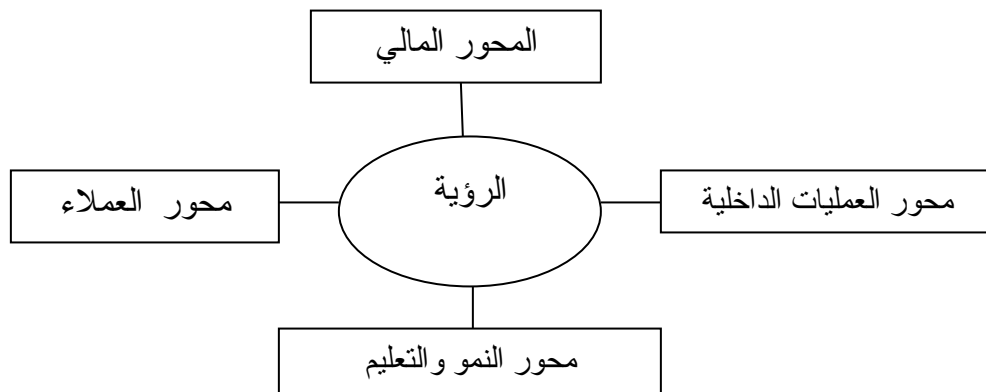 المحور المالي
الرؤية
محور العمليات الداخلية
محور العملاء
محور النمو والتعليم